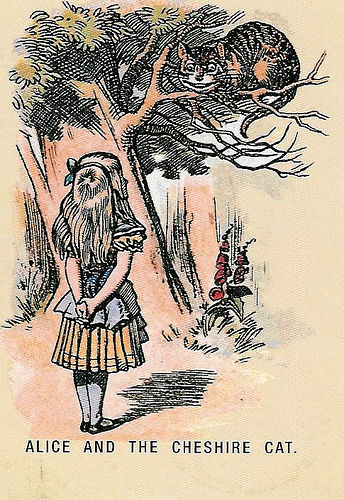 ALICE AND THE CHESHIRE CAT.